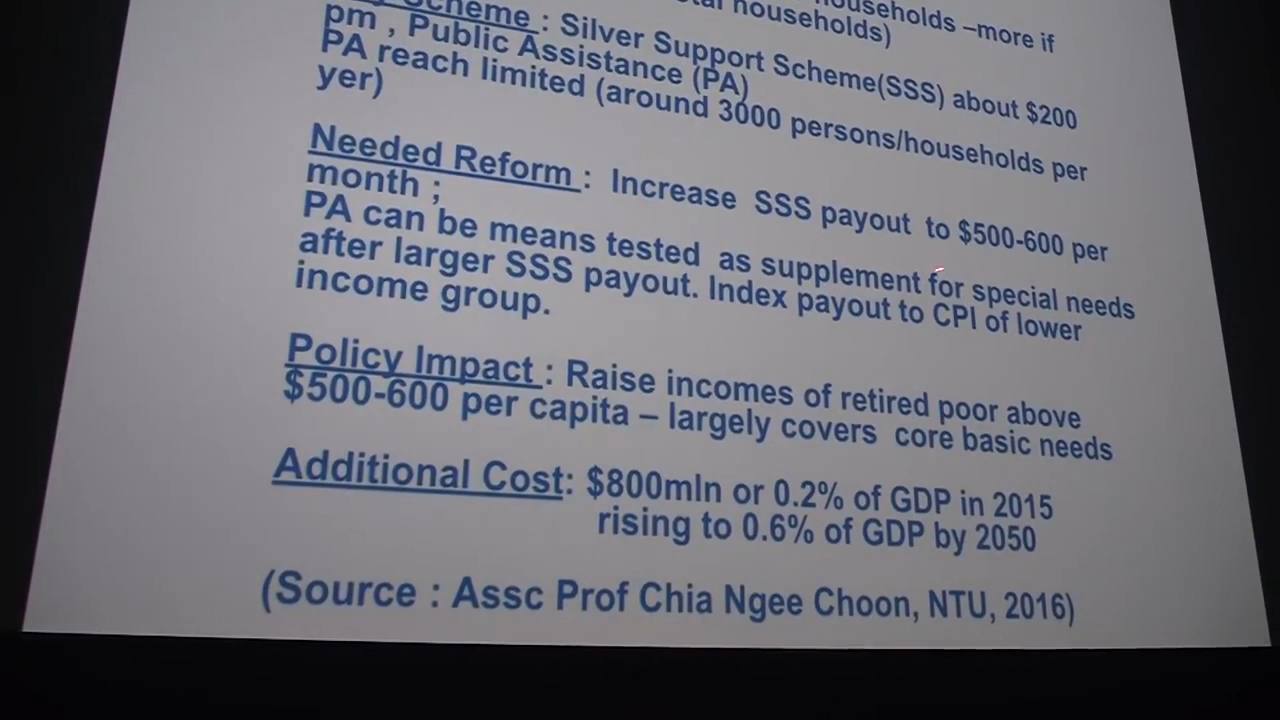 households –more if
households)
Scheme : Silver Support Scheme(SSS) about $200
pm , Public Assistance (PA)
PA reach limited (around 3000 persons/households per
yer)
Needed Reform : Increase SSS payout to $500-600 per
month ;
PA can be means tested as supplement for special needs
after larger SSS payout. Index payout to CPI of lower
income group.
Policy Impact : Raise incomes of retired poor above
$500-600 per capita – largely covers core basic needs
Additional Cost: $800mln or 0.2% of GDP in 2015
rising to 0.6% of GDP by 2050
(Source : Assc Prof Chia Ngee Choon, NTU, 2016)